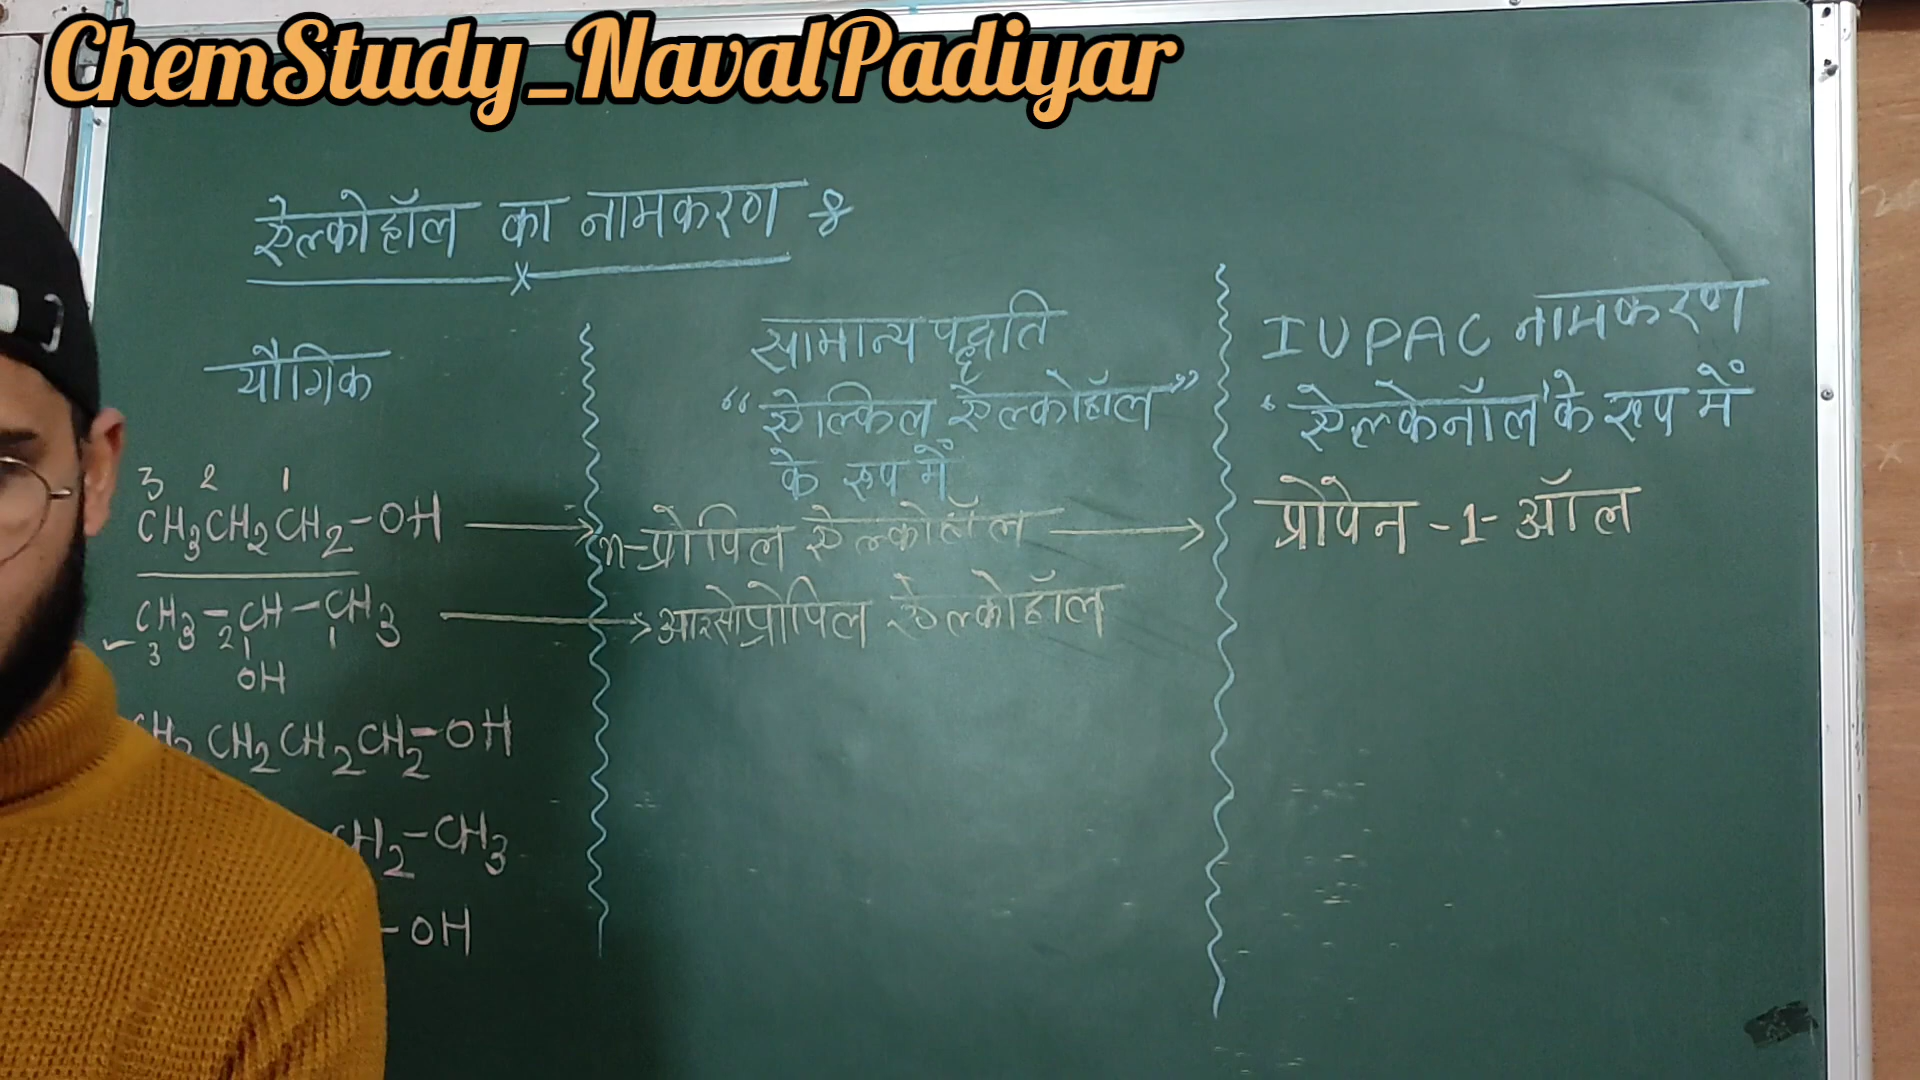 ChemStudy_NavalPadiyar
ऐल्कोहॉल का नामकरण :
यौगिक
सामान्य पद्धति
“ऐल्किल ऐल्कोहॉल”
के रूप में
IUPAC नामकरण
'ऐल्केनॉल' के रूप में
3 2 1
CH3CH2CH2-OH → n-प्रोपिल ऐल्कोहॉल → प्रोपेन-1-ऑल
CH3-CH-CH3 → आइसोप्रोपिल ऐल्कोहॉल
3 2 1
OH
CH2CH2CH2-OH
CH2-CH3
-OH